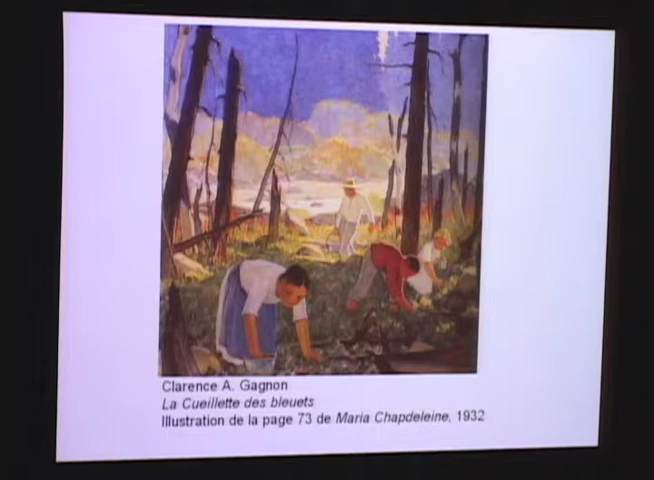 Clarence A. Gagnon
La Cueillette des bleuets
Illustration de la page 73 de Maria Chapdeleine, 1932